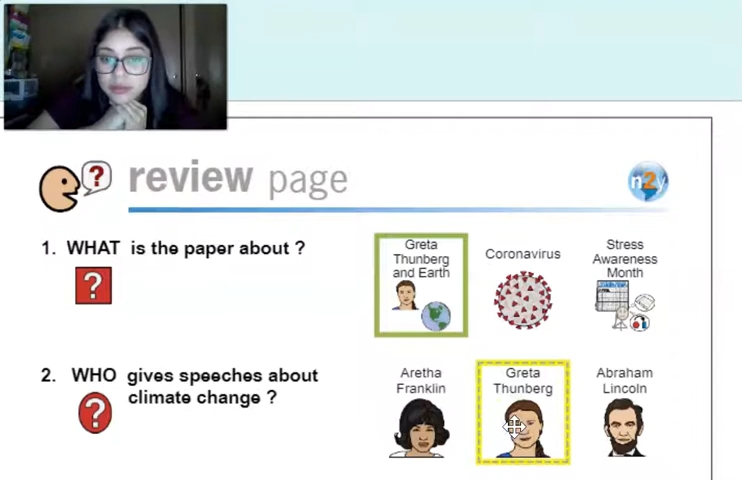 review page
n2y
1. WHAT is the paper about ?
Greta
Thunberg
and Earth
Coronavirus
Stress
Awareness
Month
?
?
2. WHO gives speeches about
climate change ?
Aretha
Franklin
Greta
Thunberg
Abraham
Lincoln
?